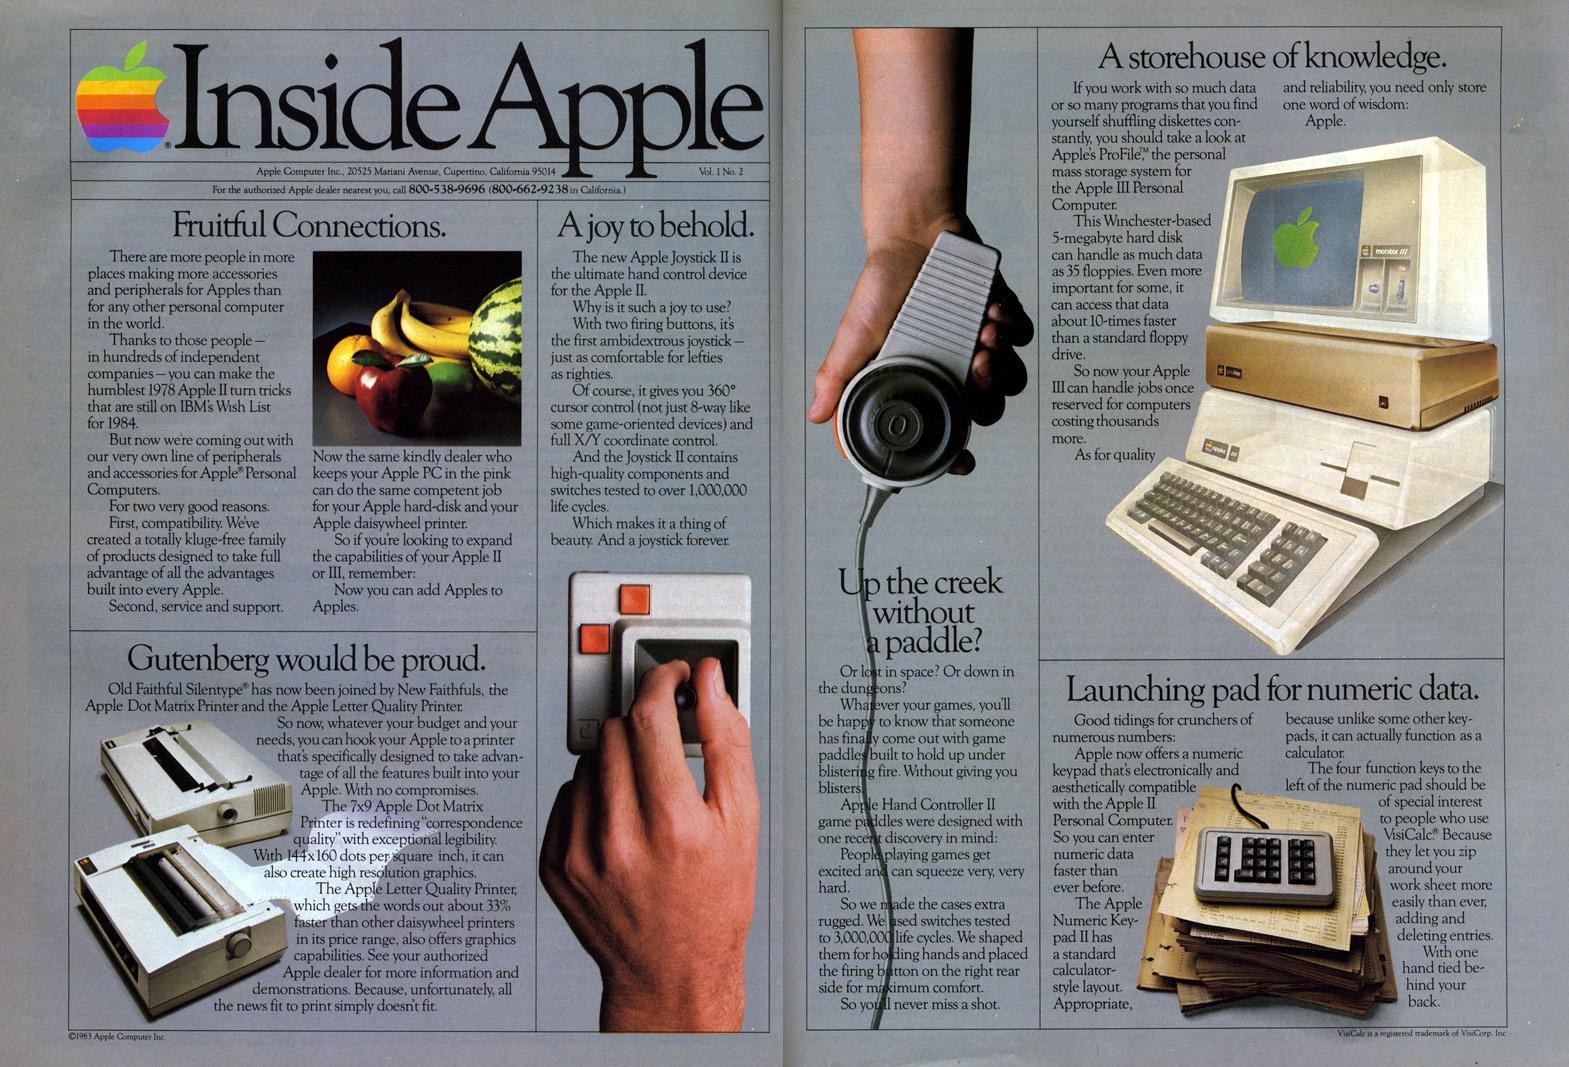 Inside Apple
®
Apple Computer Inc., 20525 Mariani Avenue, Cupertino, California 95014
Vol. 1 No. 2
For the authorized Apple dealer nearest you, call 800-538-9696 (800-662-9238 in California.)
Fruitful Connections.
There are more people in more
places making more accessories
and peripherals for Apples than
for any other personal computer
in the world.
Thanks to those people—
in hundreds of independent
companies—you can make the
humblest 1978 Apple II turn tricks
that are still on IBM's Wish List
for 1984.
But now we're coming out with
our very own line of peripherals
and accessories for Apple® Personal
Computers.
For two very good reasons.
First, compatibility. We've
created a totally kluge-free family
of products designed to take full
advantage of all the advantages
built into every Apple.
Second, service and support.
Now the same kindly dealer who
keeps your Apple PC in the pink
can do the same competent job
for your Apple hard-disk and your
Apple daisywheel printer.
So if you're looking to expand
the capabilities of your Apple II
or III, remember:
Now you can add Apples to
Apples.
Gutenberg would be proud.
Old Faithful Silentype® has now been joined by New Faithfuls, the
Apple Dot Matrix Printer and the Apple Letter Quality Printer.
So now, whatever your budget and your
needs, you can hook your Apple to a printer
that's specifically designed to take advan-
tage of all the features built into your
Apple. With no compromises.
The 7x9 Apple Dot Matrix
Printer is redefining "correspondence
quality" with exceptional legibility.
With 144x160 dots per square inch, it can
also create high resolution graphics.
The Apple Letter Quality Printer,
which gets the words out about 33%
faster than other daisywheel printers
in its price range, also offers graphics
capabilities. See your authorized
Apple dealer for more information and
demonstrations. Because, unfortunately, all
the news fit to print simply doesn't fit.
©1983 Apple Computer Inc.
A joy to behold.
The new Apple Joystick II is
the ultimate hand control device
for the Apple II.
Why is it such a joy to use?
With two firing buttons, it's
the first ambidextrous joystick—
just as comfortable for lefties
as righties.
Of course, it gives you 360°
cursor control (not just 8-way like
some game-oriented devices) and
full X/Y coordinate control.
And the Joystick II contains
high-quality components and
switches tested to over 1,000,000
life cycles.
Which makes it a thing of
beauty. And a joystick forever.
Up the creek
without
a paddle?
Or lost in space? Or down in
the dungeons?
Whatever your games, you'll
be happy to know that someone
has finally come out with game
paddles built to hold up under
blistering fire. Without giving you
blisters.
Apple Hand Controller II
game paddles were designed with
one recent discovery in mind:
People playing games get
excited and can squeeze very, very
hard.
So we made the cases extra
rugged. We used switches tested
to 3,000,000 life cycles. We shaped
them for holding hands and placed
the firing button on the right rear
side for maximum comfort.
So you'll never miss a shot.
A storehouse of knowledge.
If you work with so much data
or so many programs that you find
yourself shuffling diskettes con-
stantly, you should take a look at
Apple's ProFile,™ the personal
mass storage system for
the Apple III Personal
Computer.
This Winchester-based
5-megabyte hard disk
can handle as much data
as 35 floppies. Even more
important for some, it
can access that data
about 10-times faster
than a standard floppy
drive.
So now your Apple
III can handle jobs once
reserved for computers
costing thousands
more.
As for quality
and reliability, you need only store
one word of wisdom:
Apple.
monitor ///
profile
apple ///
Launching pad for numeric data.
Good tidings for crunchers of
numerous numbers:
Apple now offers a numeric
keypad that's electronically and
aesthetically compatible
with the Apple II
Personal Computer.
So you can enter
numeric data
faster than
ever before.
The Apple
Numeric Key-
pad II has
a standard
calculator-
style layout.
Appropriate,
because unlike some other key-
pads, it can actually function as a
calculator.
The four function keys to the
left of the numeric pad should be
of special interest
to people who use
VisiCalc.® Because
they let you zip
around your
work sheet more
easily than ever,
adding and
deleting entries.
With one
hand tied be-
hind your
back.
VisiCalc is a registered trademark of VisiCorp. Inc.